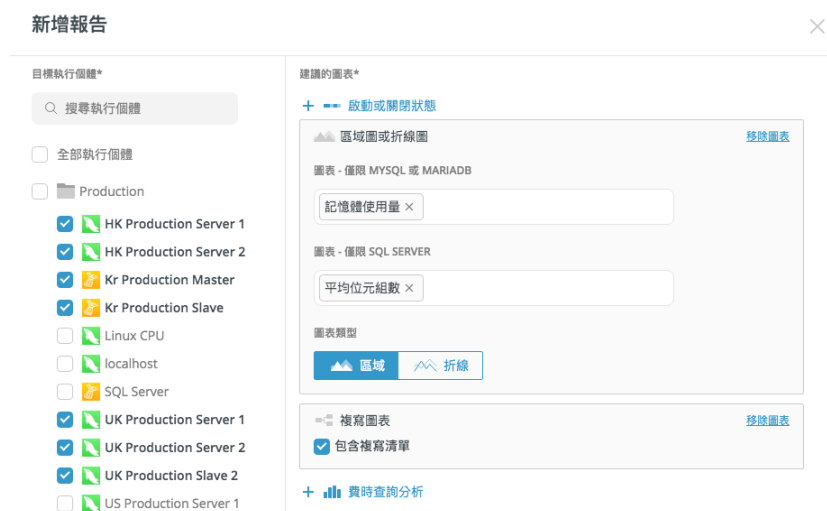 新增報告
目標執行個體*
搜尋執行個體
全部執行個體
Production
HK Production Server 1
HK Production Server 2
Kr Production Master
Kr Production Slave
Linux CPU
localhost
SQL Server
UK Production Server 1
UK Production Server 2
UK Production Slave 2
US Production Server 1
建議的圖表*
+ 啟動或關閉狀態
區域圖或折線圖 移除圖表
圖表 - 僅限 MYSQL 或 MARIADB
記憶體使用量 ×
圖表 - 僅限 SQL SERVER
平均位元組數 ×
圖表類型
區域 折線
複寫圖表 移除圖表
包含複寫清單
+ 費時查詢分析